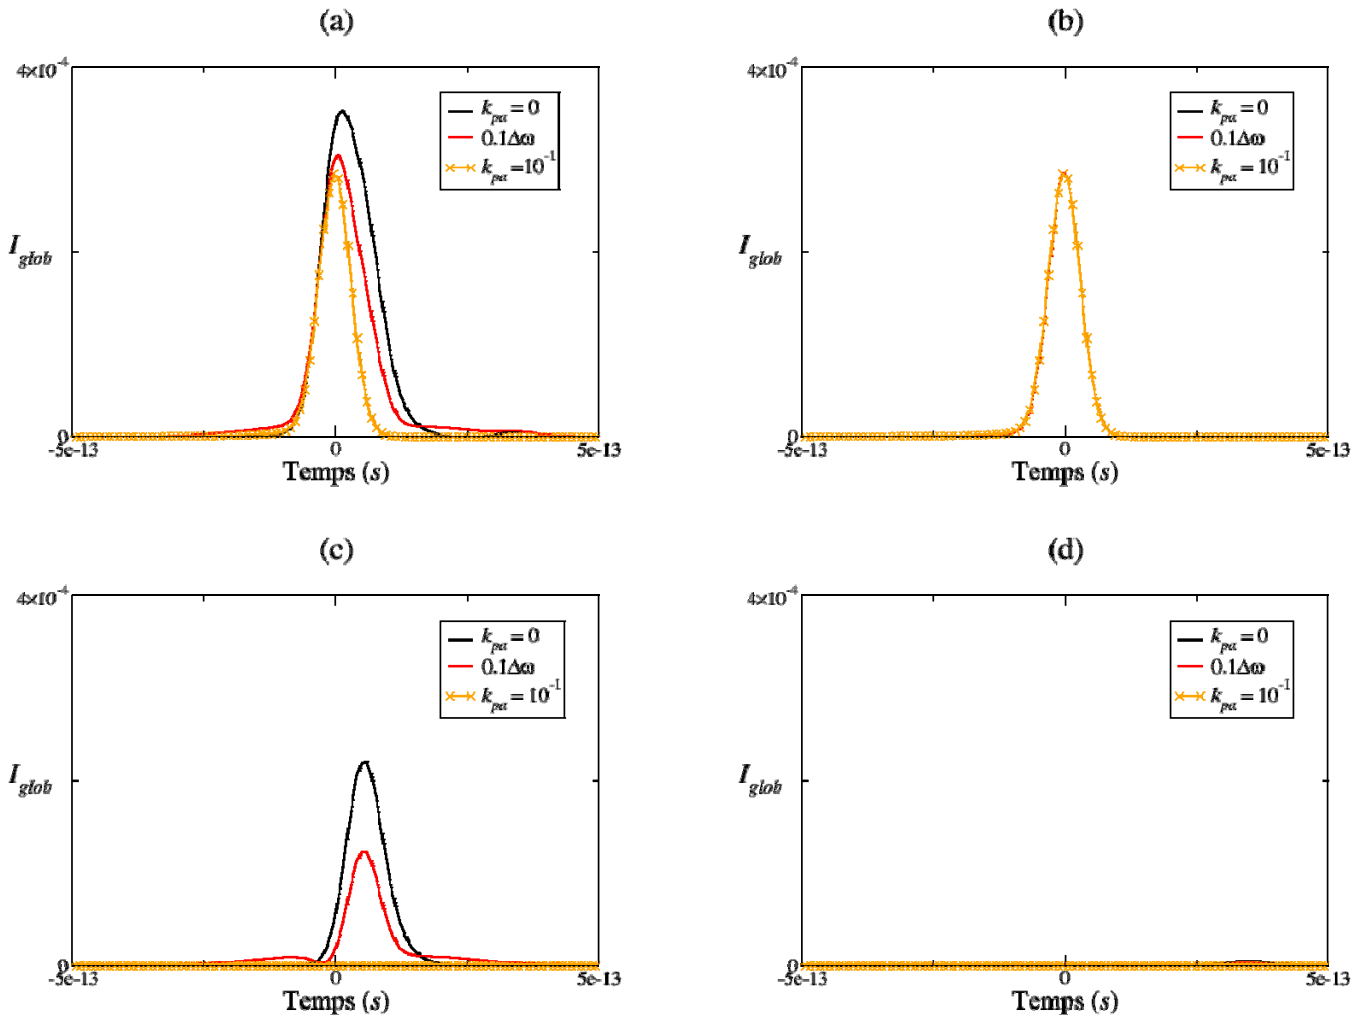 (a)
4×10⁻⁴
k_pα = 0
0.1Δω
k_pα =10⁻¹
I_glob
0
-5e-13
0
5e-13
Temps (s)
(b)
4×10⁻⁴
k_pα = 0
0.1Δω
k_pα = 10⁻¹
I_glob
0
-5e-13
0
5e-13
Temps (s)
(c)
4×10⁻⁴
k_pα = 0
0.1Δω
k_pα = 10⁻¹
I_glob
0
-5e-13
0
5e-13
Temps (s)
(d)
4×10⁻⁴
k_pα = 0
0.1Δω
k_pα = 10⁻¹
I_glob
0
-5e-13
0
5e-13
Temps (s)